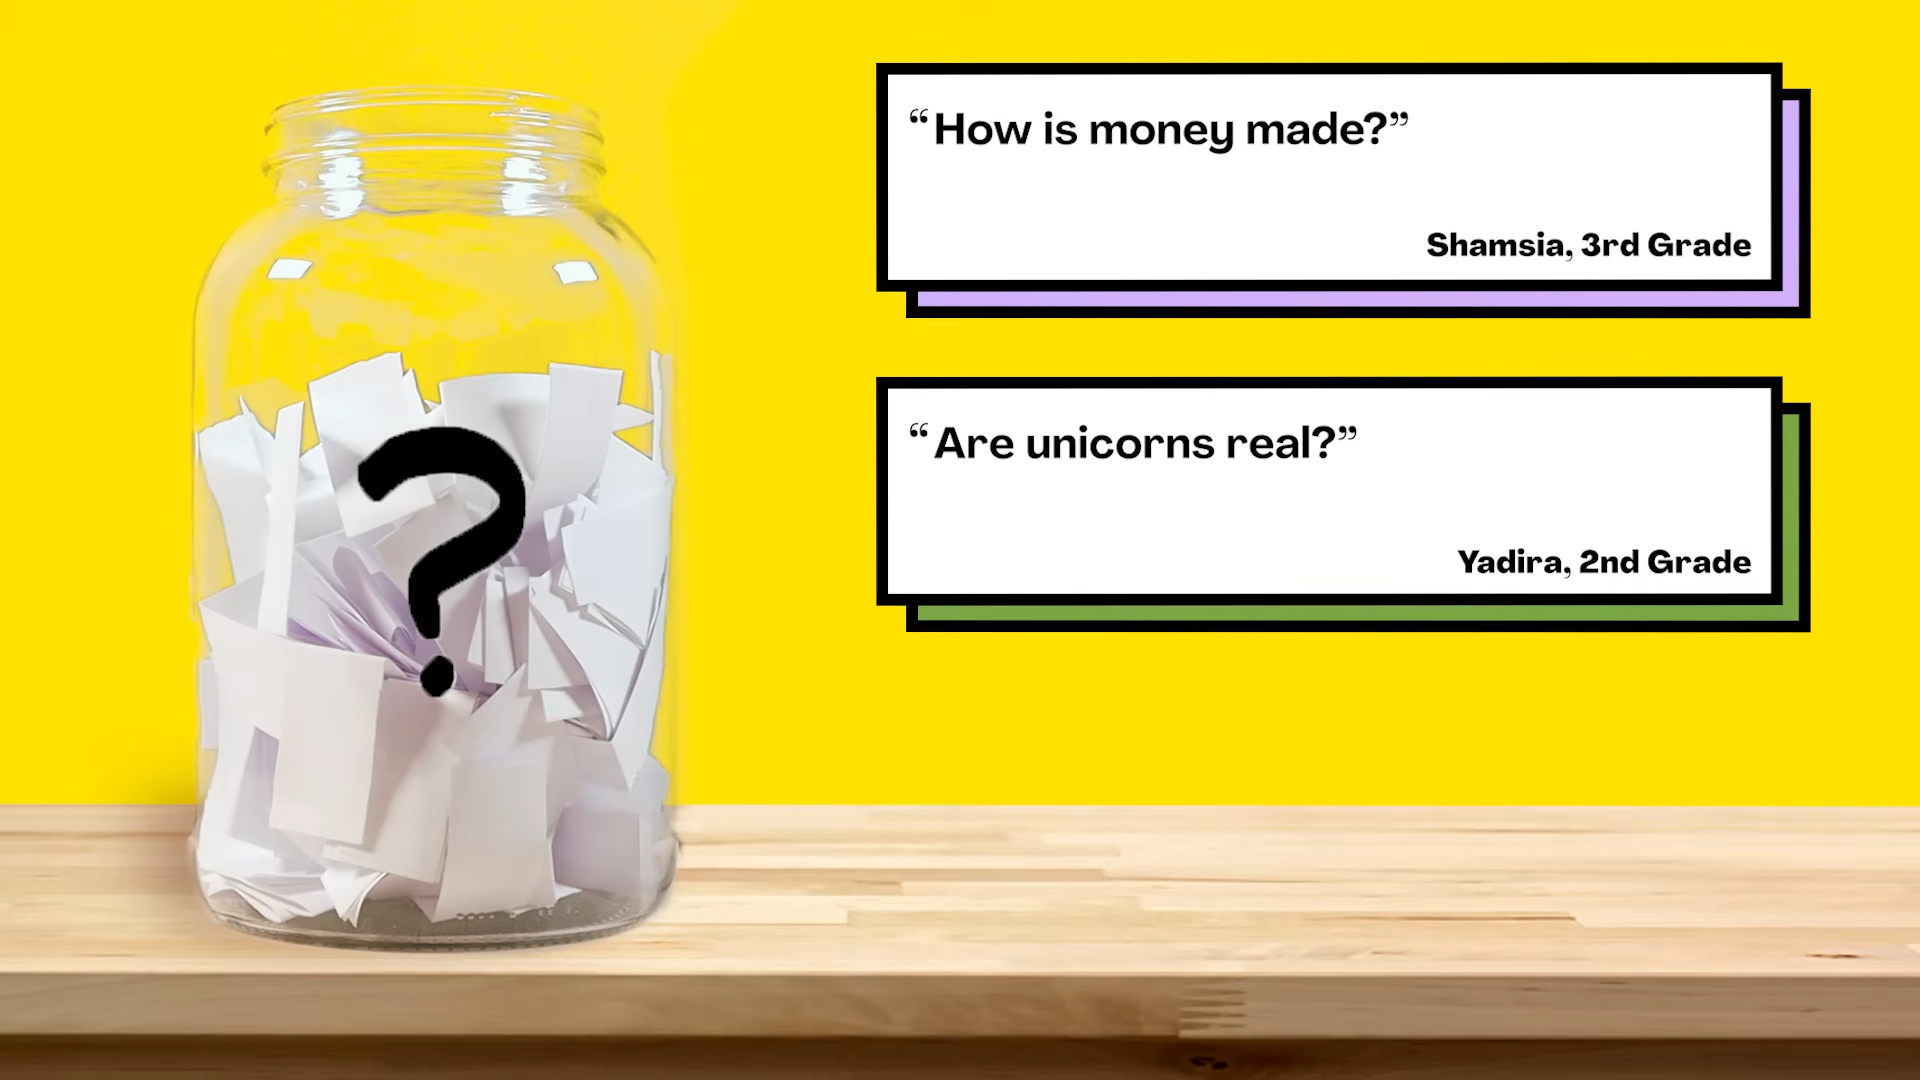 “How is money made?”
Shamsia, 3rd Grade
“Are unicorns real?”
Yadira, 2nd Grade
?